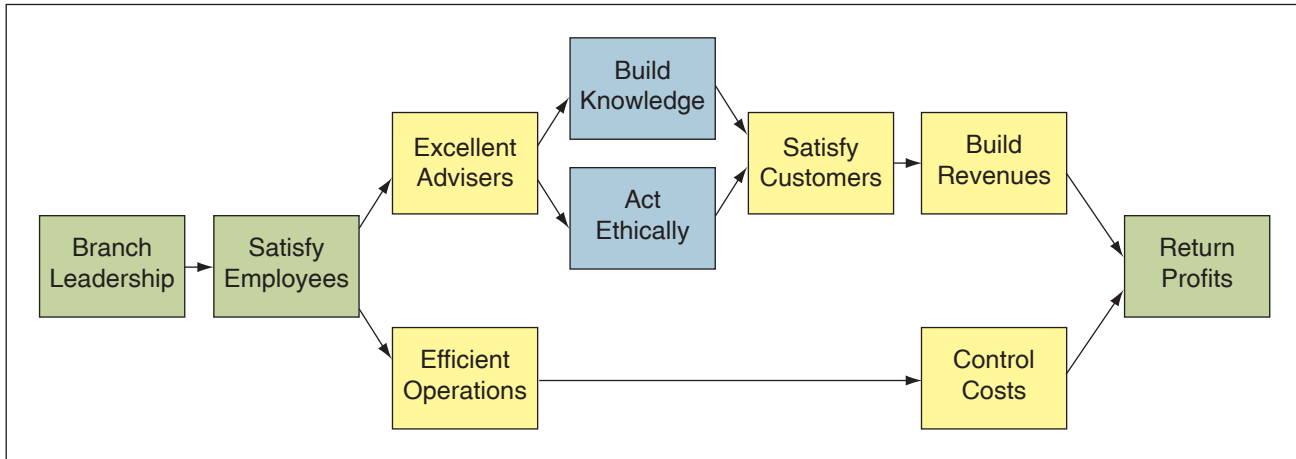 Branch
Leadership
Satisfy
Employees
Excellent
Advisers
Build
Knowledge
Act
Ethically
Satisfy
Customers
Build
Revenues
Efficient
Operations
Control
Costs
Return
Profits